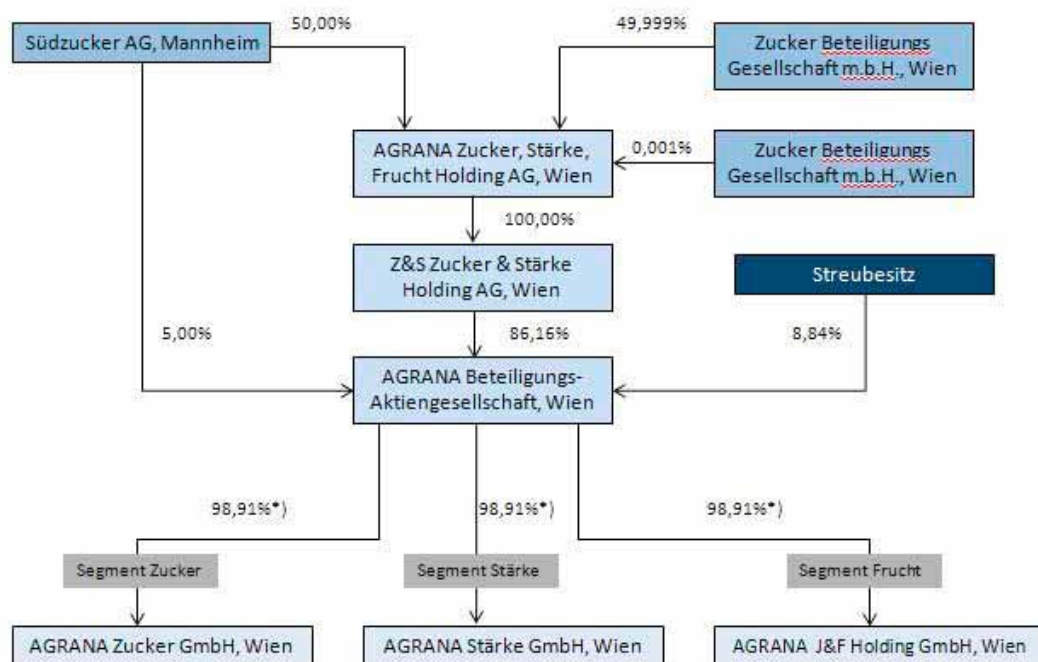 50,00%
49,999%
Südzucker AG, Mannheim
Zucker Beteiligungs
Gesellschaft m.b.H., Wien
AGRANA Zucker, Stärke,
Frucht Holding AG, Wien
0,001%
Zucker Beteiligungs
Gesellschaft m.b.H., Wien
100,00%
Z&S Zucker & Stärke
Holding AG, Wien
Streubesitz
5,00%
86,16%
8,84%
AGRANA Beteiligungs-
Aktiengesellschaft, Wien
98,91%*)
98,91%*)
98,91%*)
Segment Zucker
Segment Stärke
Segment Frucht
AGRANA Zucker GmbH, Wien
AGRANA Stärke GmbH, Wien
AGRANA J&F Holding GmbH, Wien